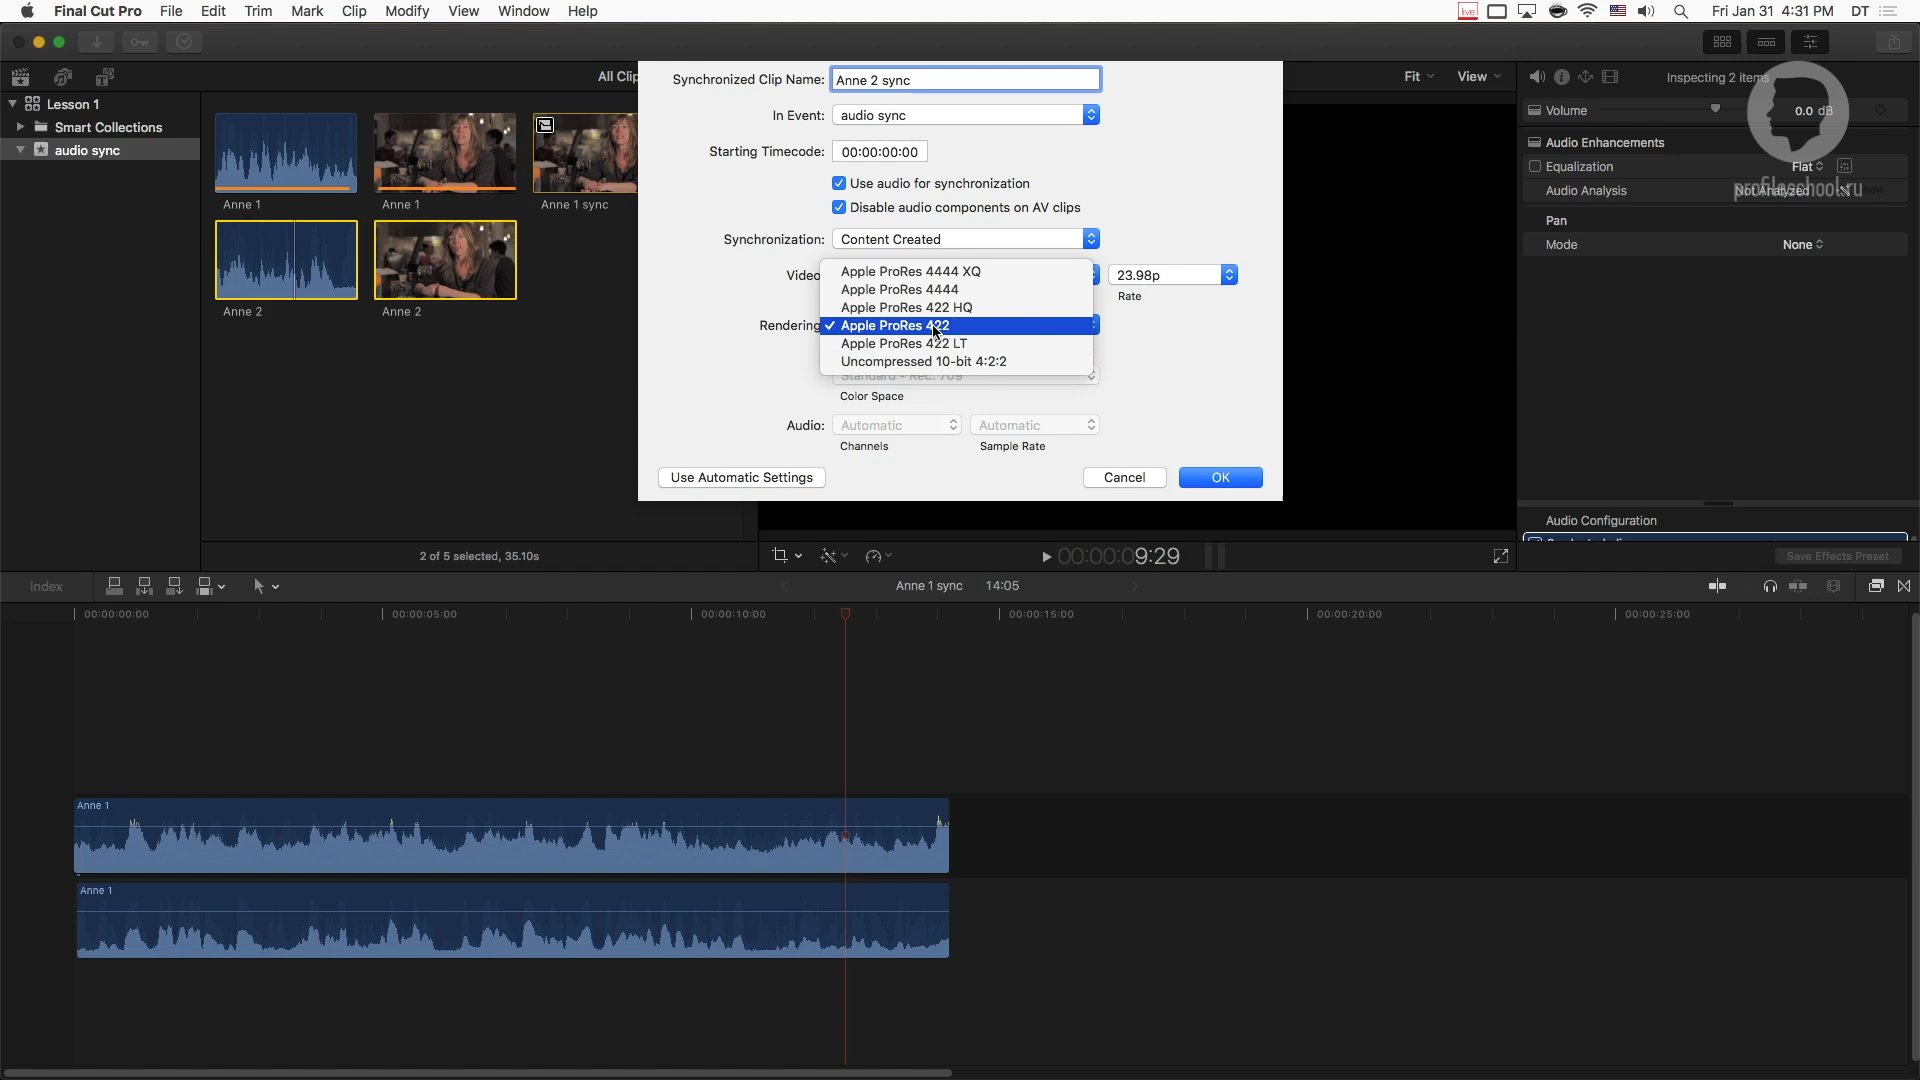 Final Cut Pro File Edit Trim Mark Clip Modify View Window Help
live Fri Jan 31 4:31 PM DT
All Clip
Fit View
Inspecting 2 items
Lesson 1
Smart Collections
audio sync
Anne 1
Anne 1
Anne 1 sync
Anne 2
Anne 2
2 of 5 selected, 35.10s
Synchronized Clip Name: Anne 2 sync
In Event: audio sync
Starting Timecode: 00:00:00:00
Use audio for synchronization
Disable audio components on AV clips
Synchronization: Content Created
Video
23.98p
Rate
Apple ProRes 4444 XQ
Apple ProRes 4444
Apple ProRes 422 HQ
Rendering
Apple ProRes 422
Apple ProRes 422 LT
Uncompressed 10-bit 4:2:2
Standard - Rec. 709
Color Space
Audio: Automatic Automatic
Channels Sample Rate
Use Automatic Settings Cancel OK
Volume 0.0 dB
Audio Enhancements
Equalization Flat
Audio Analysis Not Analyzed
profileschool.ru
Pan
Mode None
Audio Configuration
Save Effects Preset
00:00:09:29
Index
Anne 1 sync 14:05
00:00:00:00 00:00:05:00 00:00:10:00 00:00:15:00 00:00:20:00 00:00:25:00
Anne 1
Anne 1